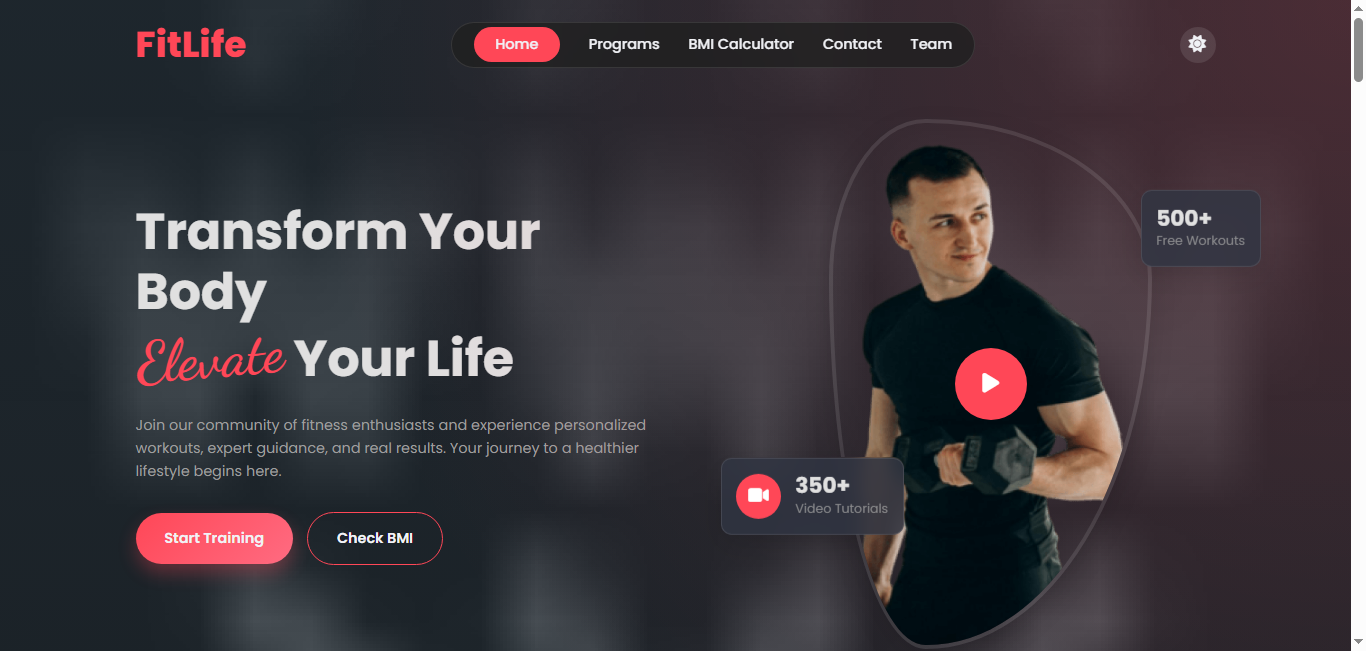 FitLife
Home Programs BMI Calculator Contact Team
Transform Your
Body
Elevate Your Life
Join our community of fitness enthusiasts and experience personalized
workouts, expert guidance, and real results. Your journey to a healthier
lifestyle begins here.
Start Training Check BMI
500+
Free Workouts
350+
Video Tutorials